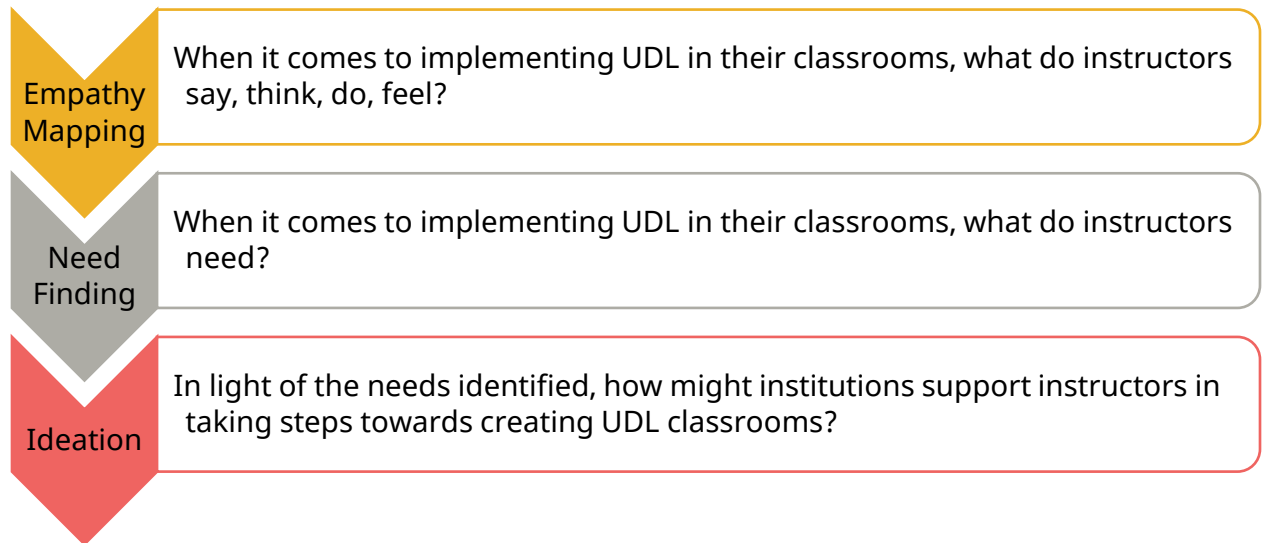 Empathy
Mapping
When it comes to implementing UDL in their classrooms, what do instructors
say, think, do, feel?
Need
Finding
When it comes to implementing UDL in their classrooms, what do instructors
need?
Ideation
In light of the needs identified, how might institutions support instructors in
taking steps towards creating UDL classrooms?